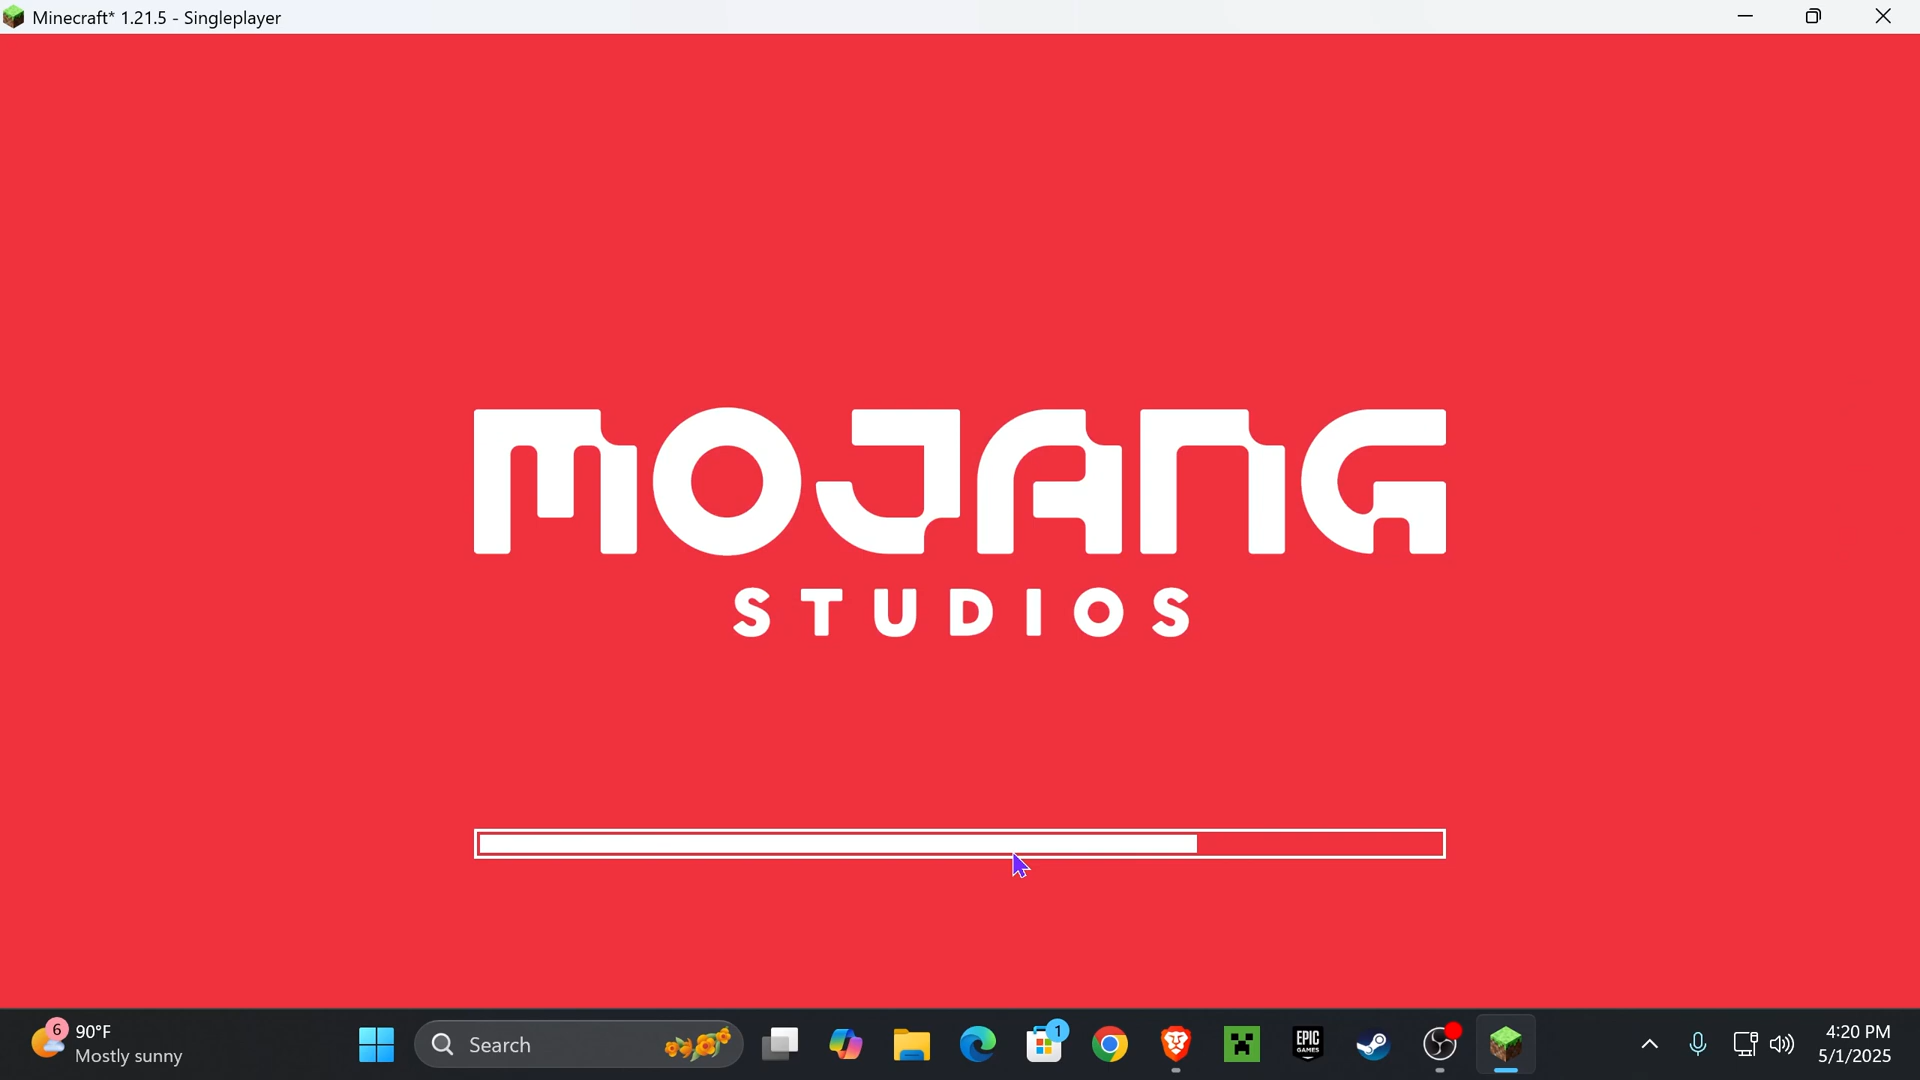 Minecraft* 1.21.5 - Singleplayer
MOJANG
STUDIOS
6
90°F
Mostly sunny
Search
1
EPIC
GAMES
4:20 PM
5/1/2025